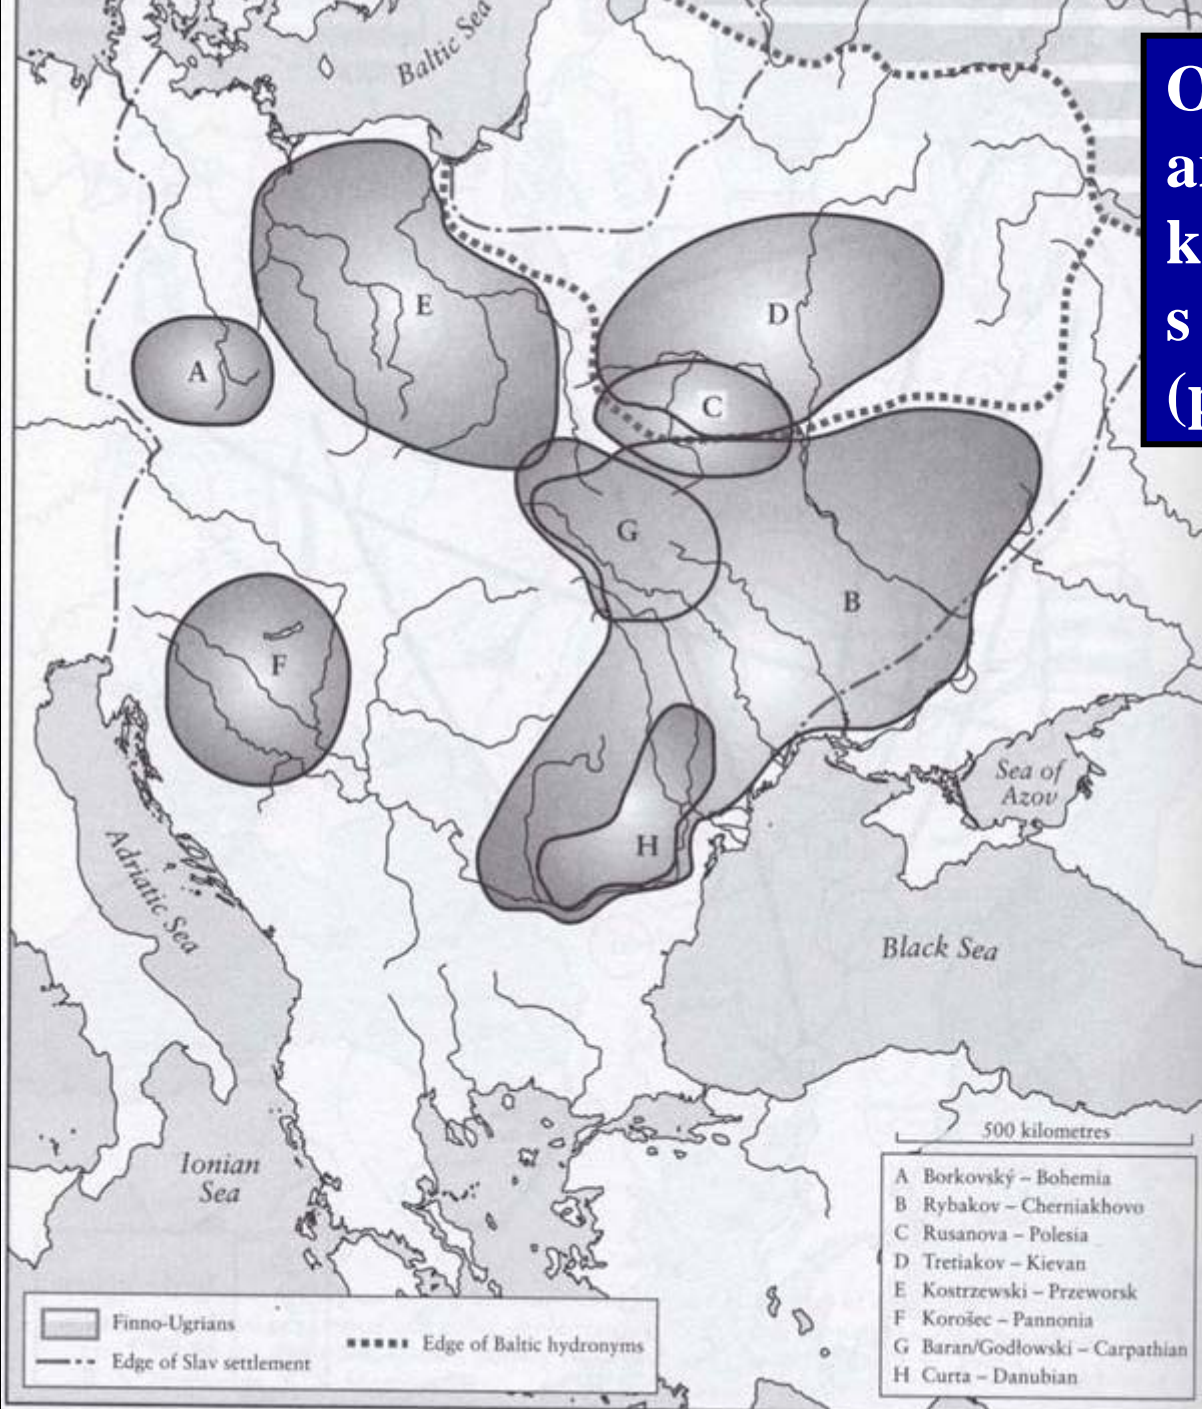 Baltic Sea
O
a
k
s
(p
E
D
A
C
G
B
F
H
Sea of
Azov
Adriatic Sea
Black Sea
Ionian
Sea
500 kilometres
A Borkovský – Bohemia
B Rybakov – Cherniakhovo
C Rusanova – Polesia
D Tretiakov – Kievan
E Kostrzewski – Przeworsk
F Korošec – Pannonia
G Baran/Godłowski – Carpathian
H Curta – Danubian
Finno-Ugrians
Edge of Slav settlement
Edge of Baltic hydronyms